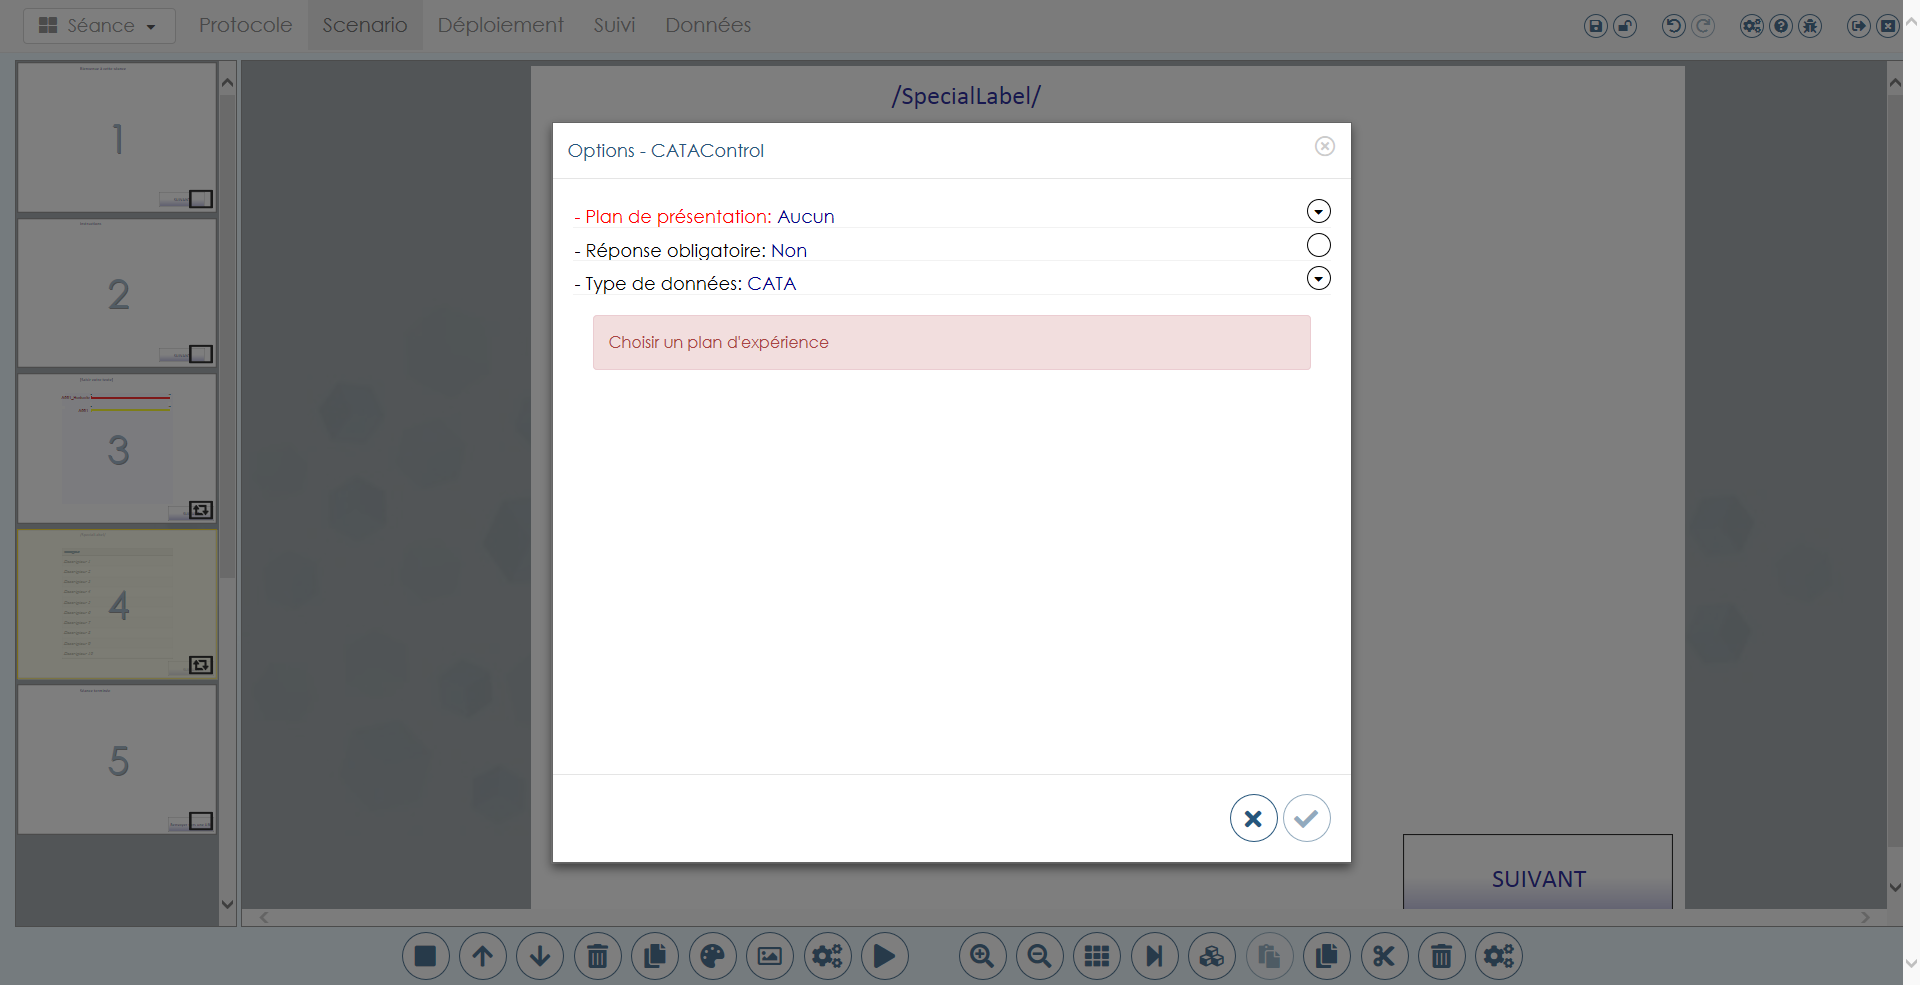 Séance
Protocole
Scenario
Déploiement
Suivi
Données
1
2
3
4
5
/SpecialLabel/
Options - CATAControl
- Plan de présentation: Aucun
- Réponse obligatoire: Non
- Type de données: CATA
Choisir un plan d'expérience
SUIVANT